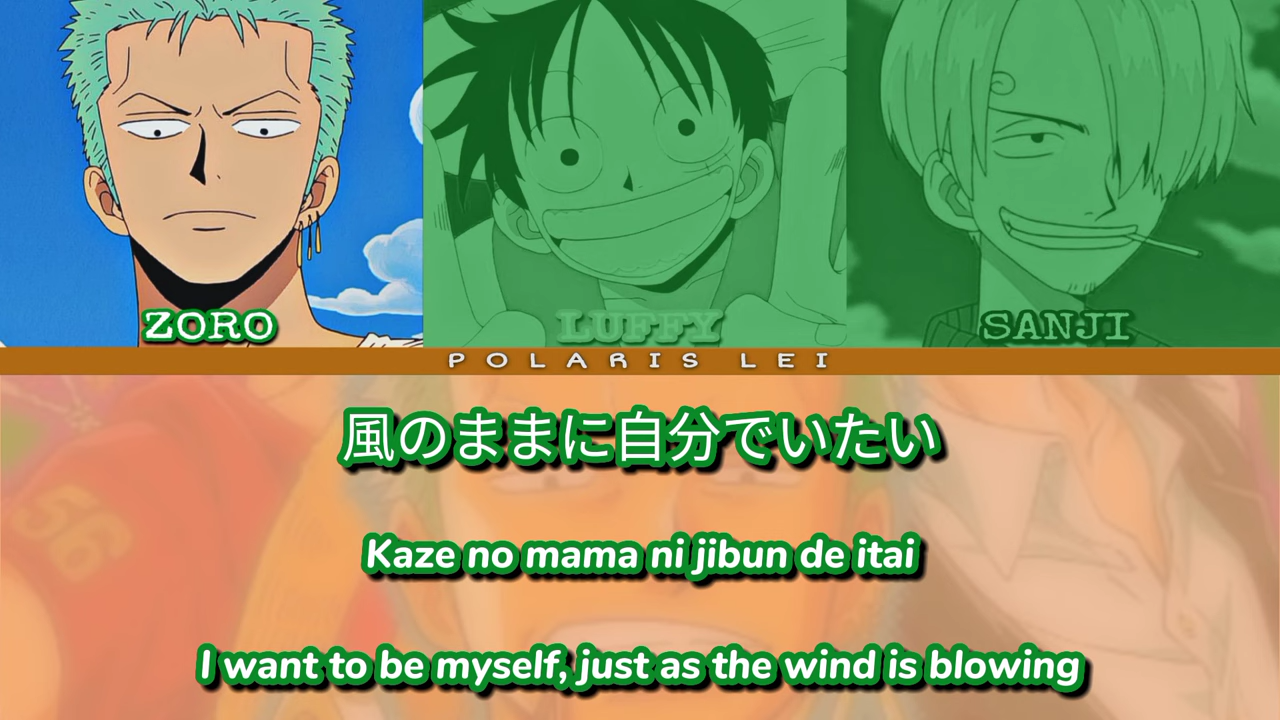 ZORO
LUFFY
SANJI
POLARIS LEI
風のままに自分でいたい
Kaze no mama ni jibun de itai
I want to be myself, just as the wind is blowing
56